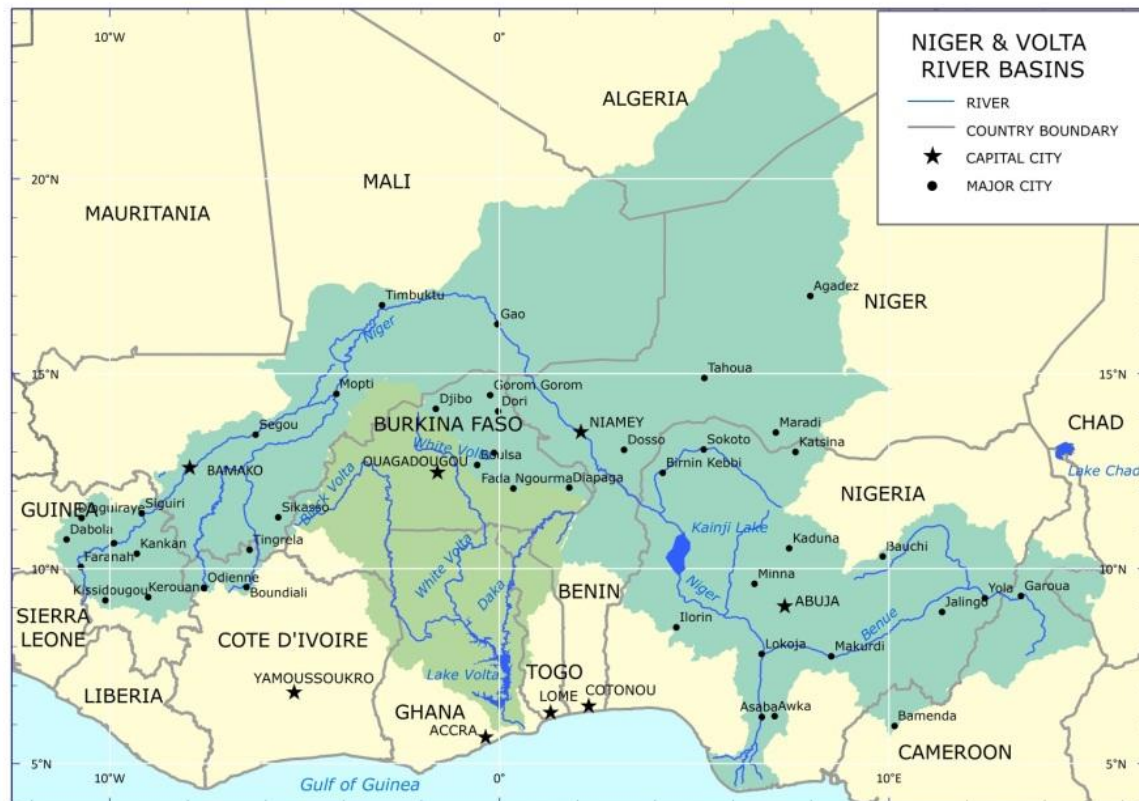 10°W
0°
NIGER & VOLTA
RIVER BASINS
RIVER
COUNTRY BOUNDARY
CAPITAL CITY
MAJOR CITY
ALGERIA
20°N
MALI
MAURITANIA
Timbuktu
Agadez
NIGER
Gao
Niger
15°N
15°N
Tahoua
Mopti
Gorom Gorom
Djibo
Dori
CHAD
BURKINA FASO
NIAMEY
Maradi
Segou
White Volta
Dosso
Sokoto
Katsina
BAMAKO
OUAGADOUGOU
Boulsa
Birnin Kebbi
Lake Chad
Fada Ngourma
Diapaga
GUINEA
Siguiri
Black Volta
Sikasso
NIGERIA
Dabola
Kainji Lake
Kankan
Tingrela
White Volta
Kaduna
Bauchi
Faranah
10°N
10°N
Kissidougou
Kerouane
Odienne
Boundiali
Daka
BENIN
Niger
Minna
ABUJA
Yola
Garoua
SIERRA
LEONE
COTE D'IVOIRE
Ilorin
Benue
Jalingo
Lokoja
Makurdi
LIBERIA
YAMOUSSOUKRO
Lake Volta
TOGO
LOME
COTONOU
GHANA
ACCRA
Asaba
Awka
Bamenda
CAMEROON
5°N
5°N
Gulf of Guinea
10°W
0°
10°E